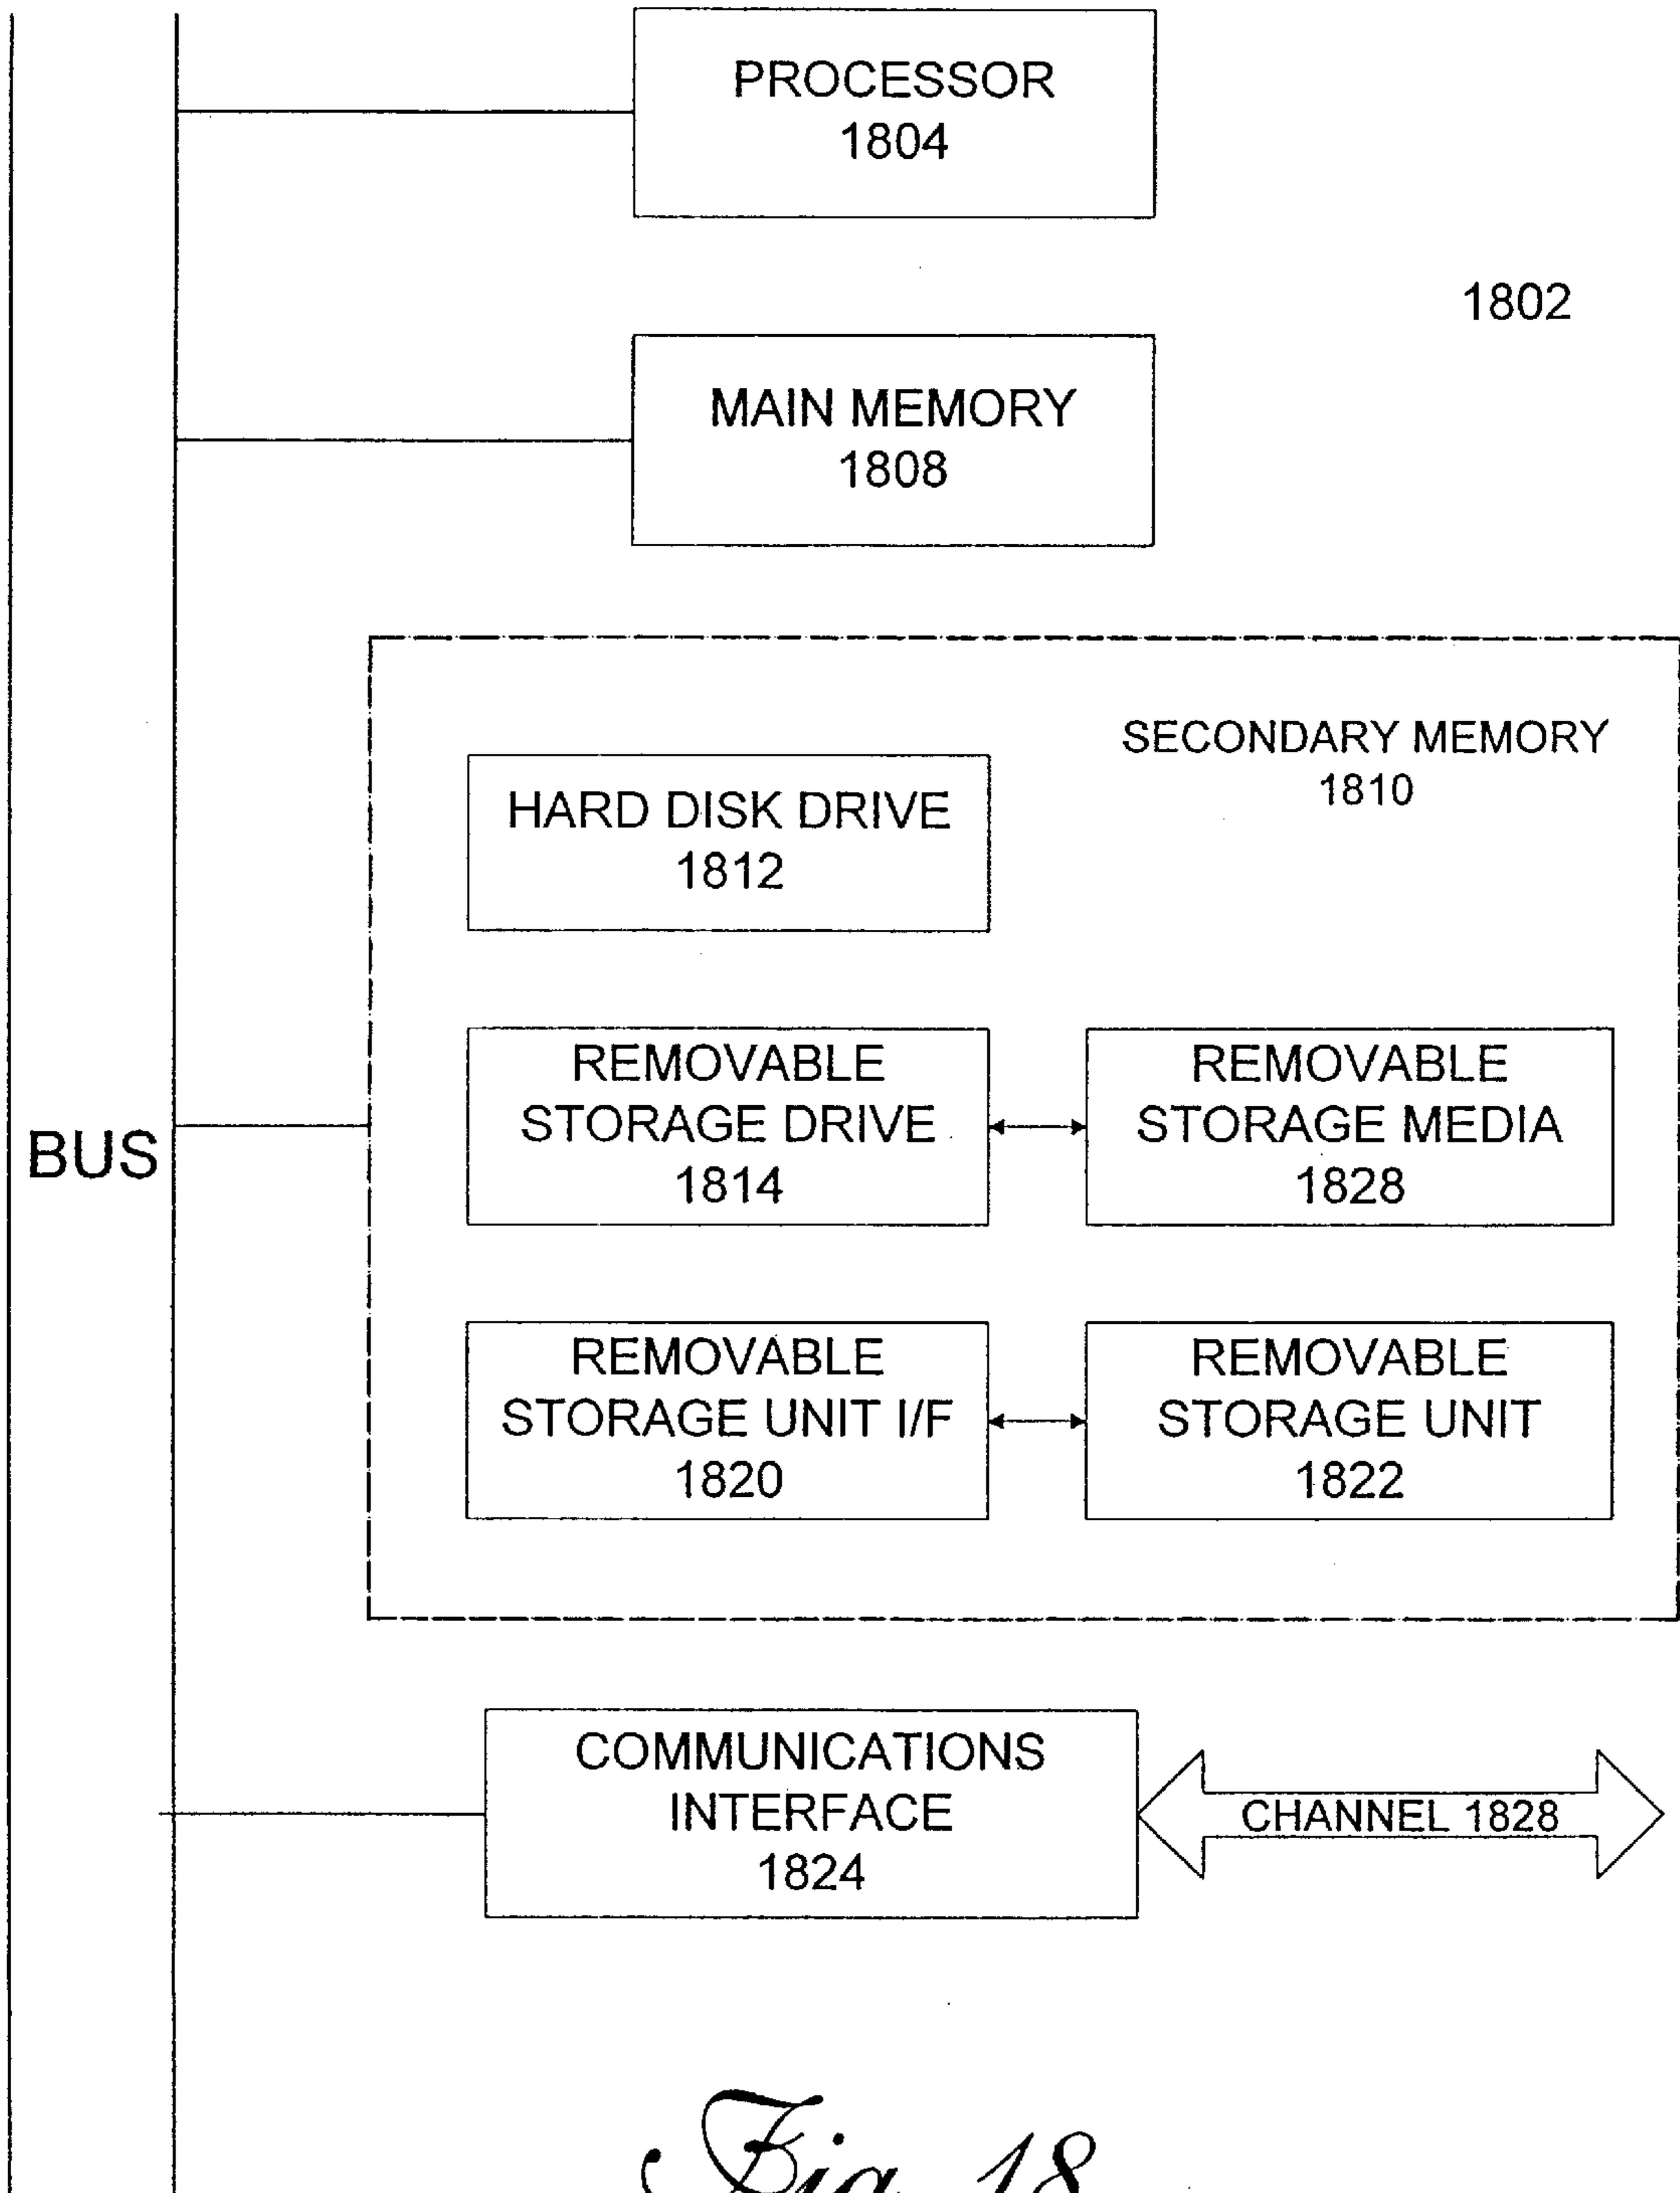 PROCESSOR
1804
1802
MAIN MEMORY
1808
SECONDARY MEMORY
1810
HARD DISK DRIVE
1812
REMOVABLE
STORAGE DRIVE
1814
REMOVABLE
STORAGE MEDIA
1828
BUS
REMOVABLE
STORAGE UNIT I/F
1820
REMOVABLE
STORAGE UNIT
1822
COMMUNICATIONS
INTERFACE
1824
CHANNEL 1828
Fig. 18